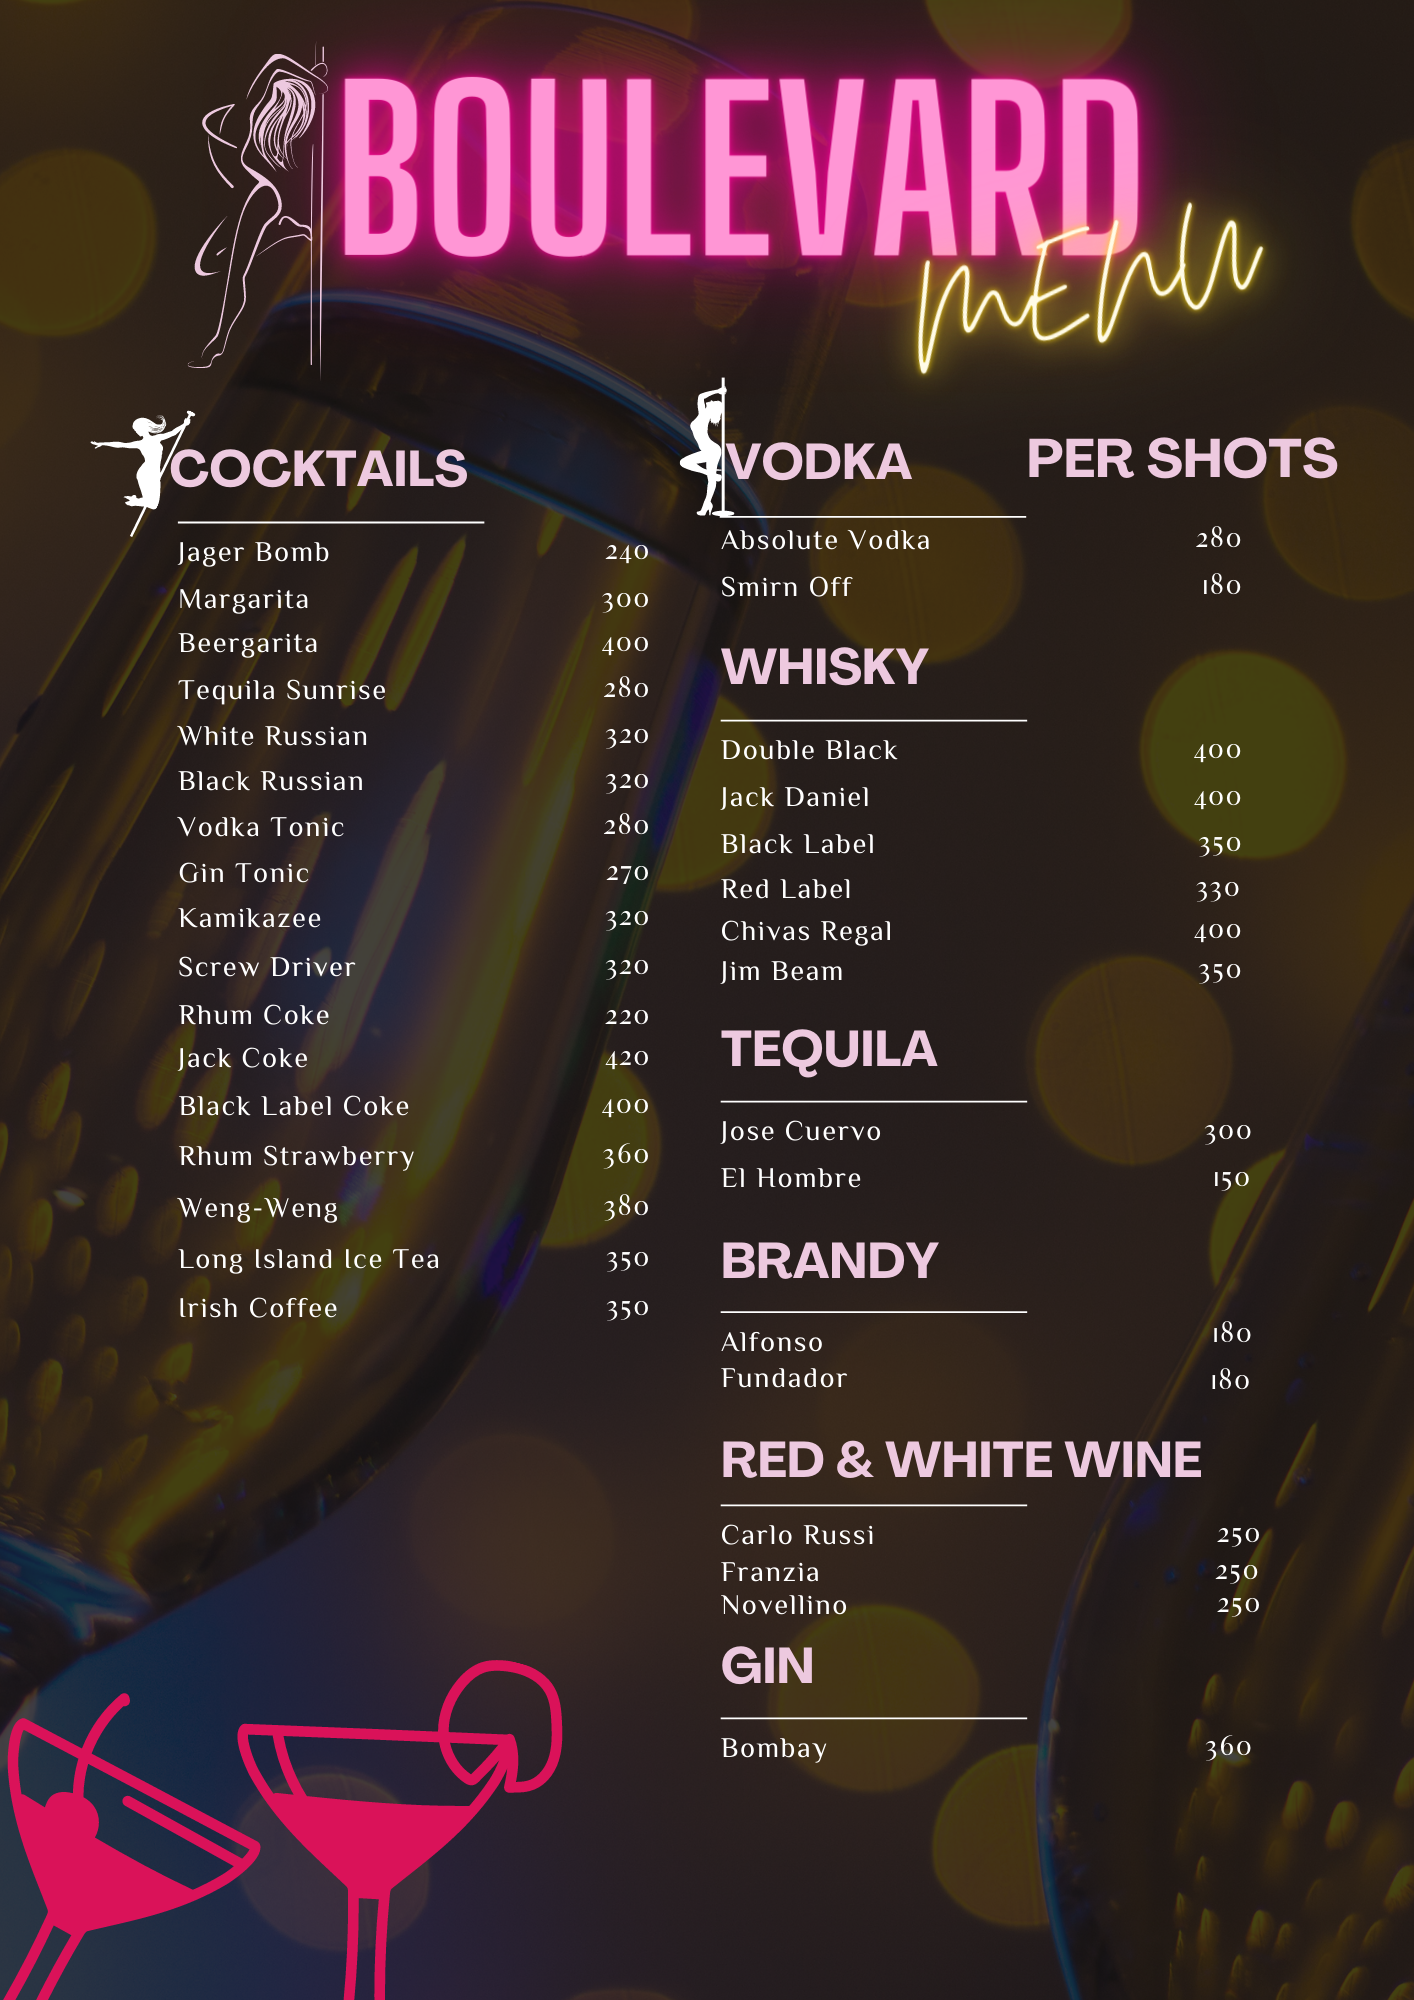 BOULEVARD
MENU
COCKTAILS
Jager Bomb 240
Margarita 300
Beergarita 400
Tequila Sunrise 280
White Russian 320
Black Russian 320
Vodka Tonic 280
Gin Tonic 270
Kamikazee 320
Screw Driver 320
Rhum Coke 220
Jack Coke 420
Black Label Coke 400
Rhum Strawberry 360
Weng-Weng 380
Long Island Ice Tea 350
Irish Coffee 350
VODKA PER SHOTS
Absolute Vodka 280
Smirn Off 180
WHISKY
Double Black 400
Jack Daniel 400
Black Label 350
Red Label 330
Chivas Regal 400
Jim Beam 350
TEQUILA
Jose Cuervo 300
El Hombre 150
BRANDY
Alfonso 180
Fundador 180
RED & WHITE WINE
Carlo Russi 250
Franzia 250
Novellino 250
GIN
Bombay 360